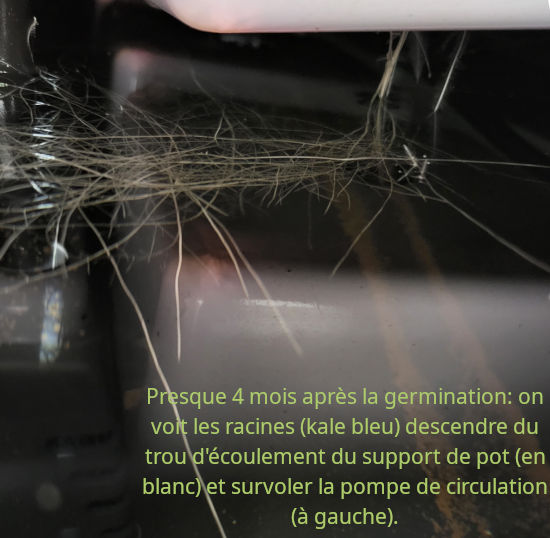 Presque 4 mois après la germination: on
voit les racines (kale bleu) descendre du
trou d'écoulement du support de pot (en
blanc) et survoler la pompe de circulation
(à gauche).